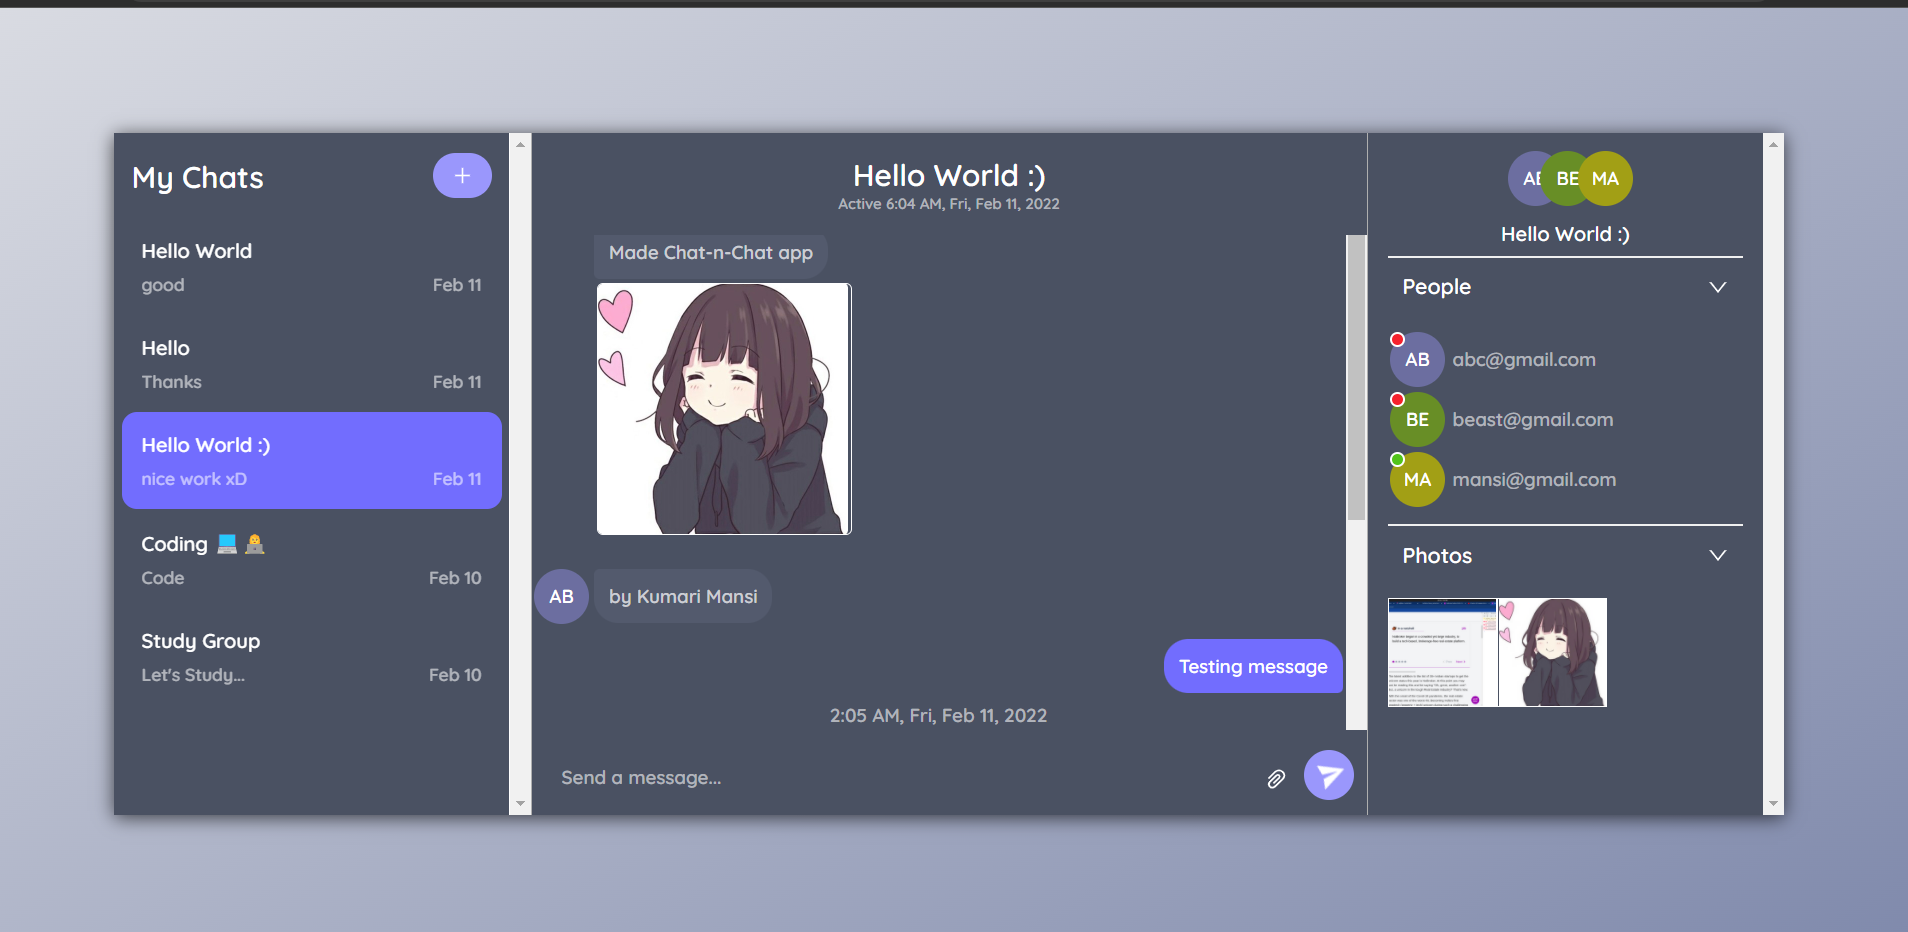 My Chats
+
Hello World
good Feb 11
Hello
Thanks Feb 11
Hello World :)
nice work xD Feb 11
Coding 💻 🧑‍💻
Code Feb 10
Study Group
Let's Study... Feb 10
Hello World :)
Active 6:04 AM, Fri, Feb 11, 2022
Made Chat-n-Chat app
AB by Kumari Mansi
Testing message
2:05 AM, Fri, Feb 11, 2022
Send a message...
AB BE MA
Hello World :)
People
AB abc@gmail.com
BE beast@gmail.com
MA mansi@gmail.com
Photos